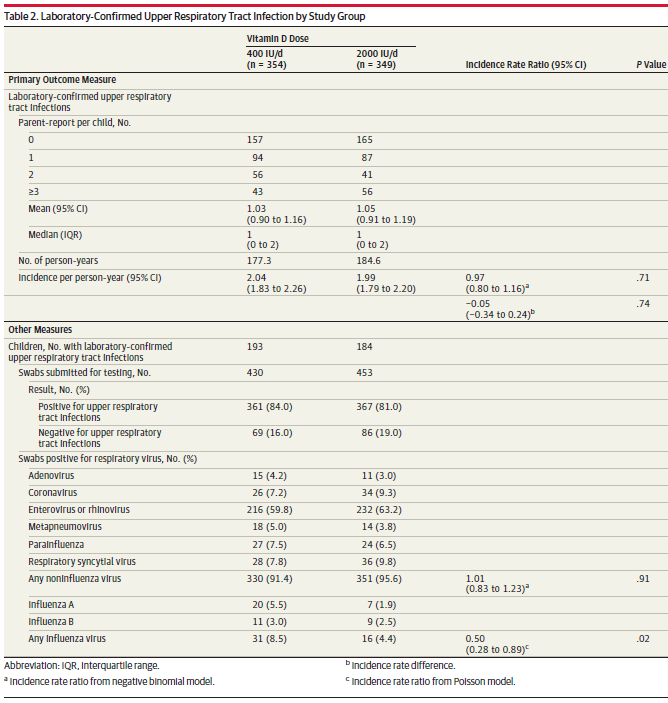 Table 2. Laboratory-Confirmed Upper Respiratory Tract Infection by Study Group
Vitamin D Dose
400 IU/d (n = 354) 2000 IU/d (n = 349) Incidence Rate Ratio (95% CI) P Value
Primary Outcome Measure
Laboratory-confirmed upper respiratory
tract infections
Parent-report per child, No.
0 157 165
1 94 87
2 56 41
≥3 43 56
Mean (95% CI) 1.03 1.05
(0.90 to 1.16) (0.91 to 1.19)
Median (IQR) 1 1
(0 to 2) (0 to 2)
No. of person-years 177.3 184.6
Incidence per person-year (95% CI) 2.04 1.99 0.97 .71
(1.83 to 2.26) (1.79 to 2.20) (0.80 to 1.16)a
−0.05 .74
(−0.34 to 0.24)b
Other Measures
Children, No. with laboratory-confirmed 193 184
upper respiratory tract infections
Swabs submitted for testing, No. 430 453
Result, No. (%)
Positive for upper respiratory 361 (84.0) 367 (81.0)
tract infections
Negative for upper respiratory 69 (16.0) 86 (19.0)
tract infections
Swabs positive for respiratory virus, No. (%)
Adenovirus 15 (4.2) 11 (3.0)
Coronavirus 26 (7.2) 34 (9.3)
Enterovirus or rhinovirus 216 (59.8) 232 (63.2)
Metapneumovirus 18 (5.0) 14 (3.8)
Parainfluenza 27 (7.5) 24 (6.5)
Respiratory syncytial virus 28 (7.8) 36 (9.8)
Any noninfluenza virus 330 (91.4) 351 (95.6) 1.01 .91
(0.83 to 1.23)a
Influenza A 20 (5.5) 7 (1.9)
Influenza B 11 (3.0) 9 (2.5)
Any influenza virus 31 (8.5) 16 (4.4) 0.50 .02
(0.28 to 0.89)c
Abbreviation: IQR, interquartile range.
a Incidence rate ratio from negative binomial model.
b Incidence rate difference.
c Incidence rate ratio from Poisson model.